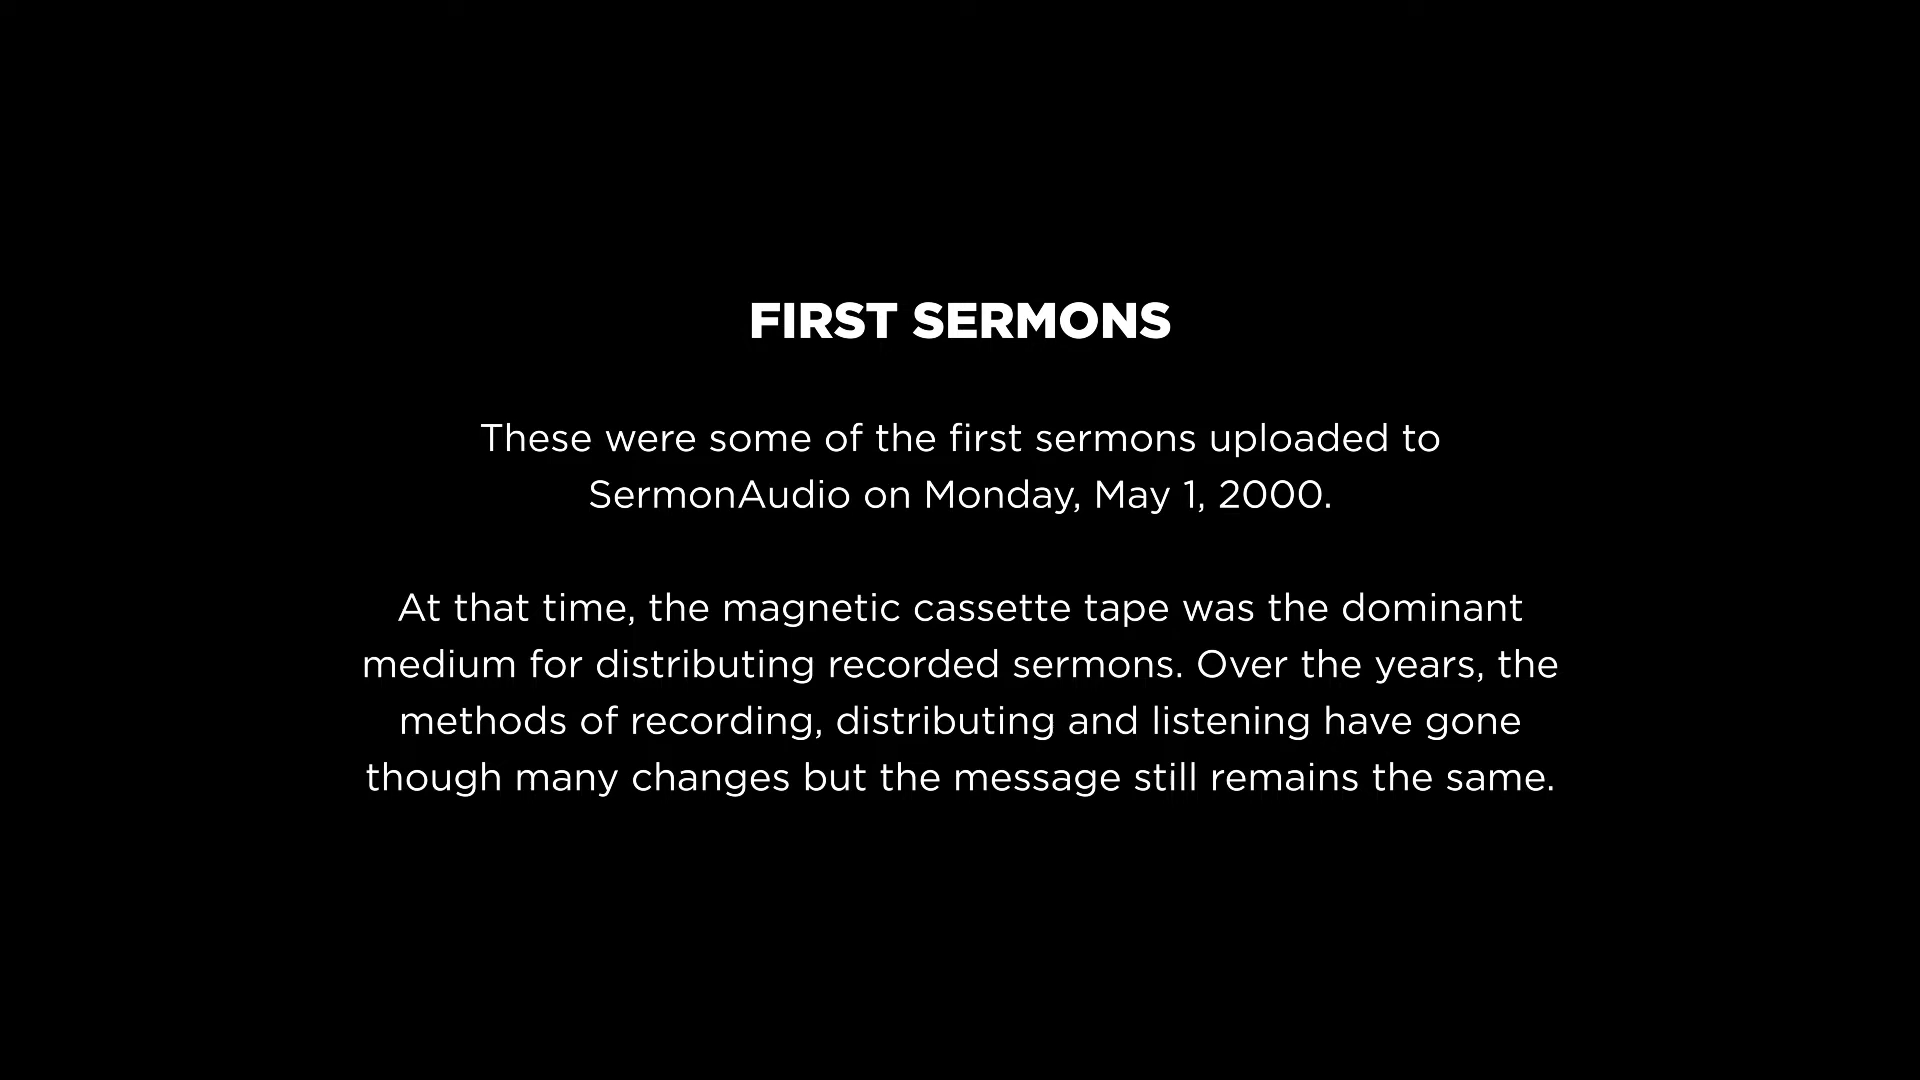 FIRST SERMONS
These were some of the first sermons uploaded to
SermonAudio on Monday, May 1, 2000.
At that time, the magnetic cassette tape was the dominant
medium for distributing recorded sermons. Over the years, the
methods of recording, distributing and listening have gone
though many changes but the message still remains the same.